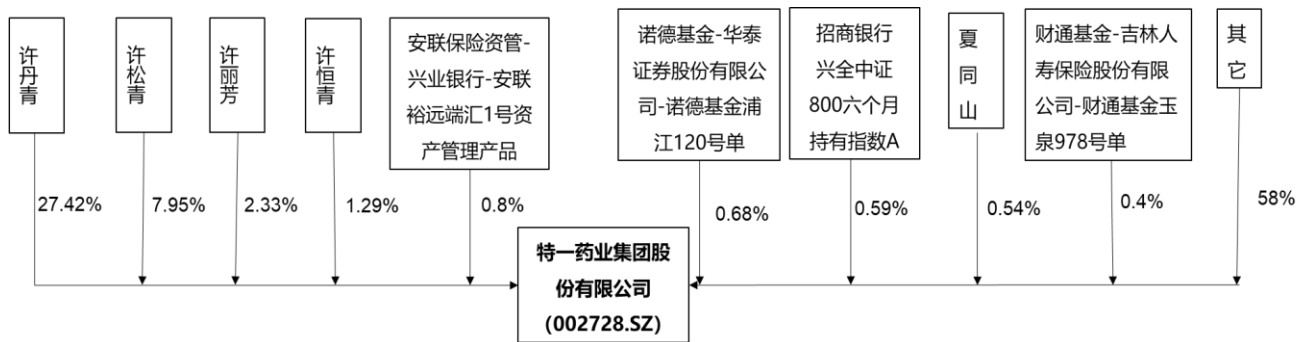 许丹青
许松青
许丽芳
许恒青
安联保险资管-
兴业银行-安联
裕远端汇1号资
产管理产品
诺德基金-华泰
证券股份有限公
司-诺德基金浦
江120号单
招商银行
兴全中证
800六个月
持有指数A
夏同山
财通基金-吉林人
寿保险股份有限
公司-财通基金玉
泉978号单
其它
27.42%
7.95%
2.33%
1.29%
0.8%
0.68%
0.59%
0.54%
0.4%
58%
特一药业集团股
份有限公司
（002728.SZ）